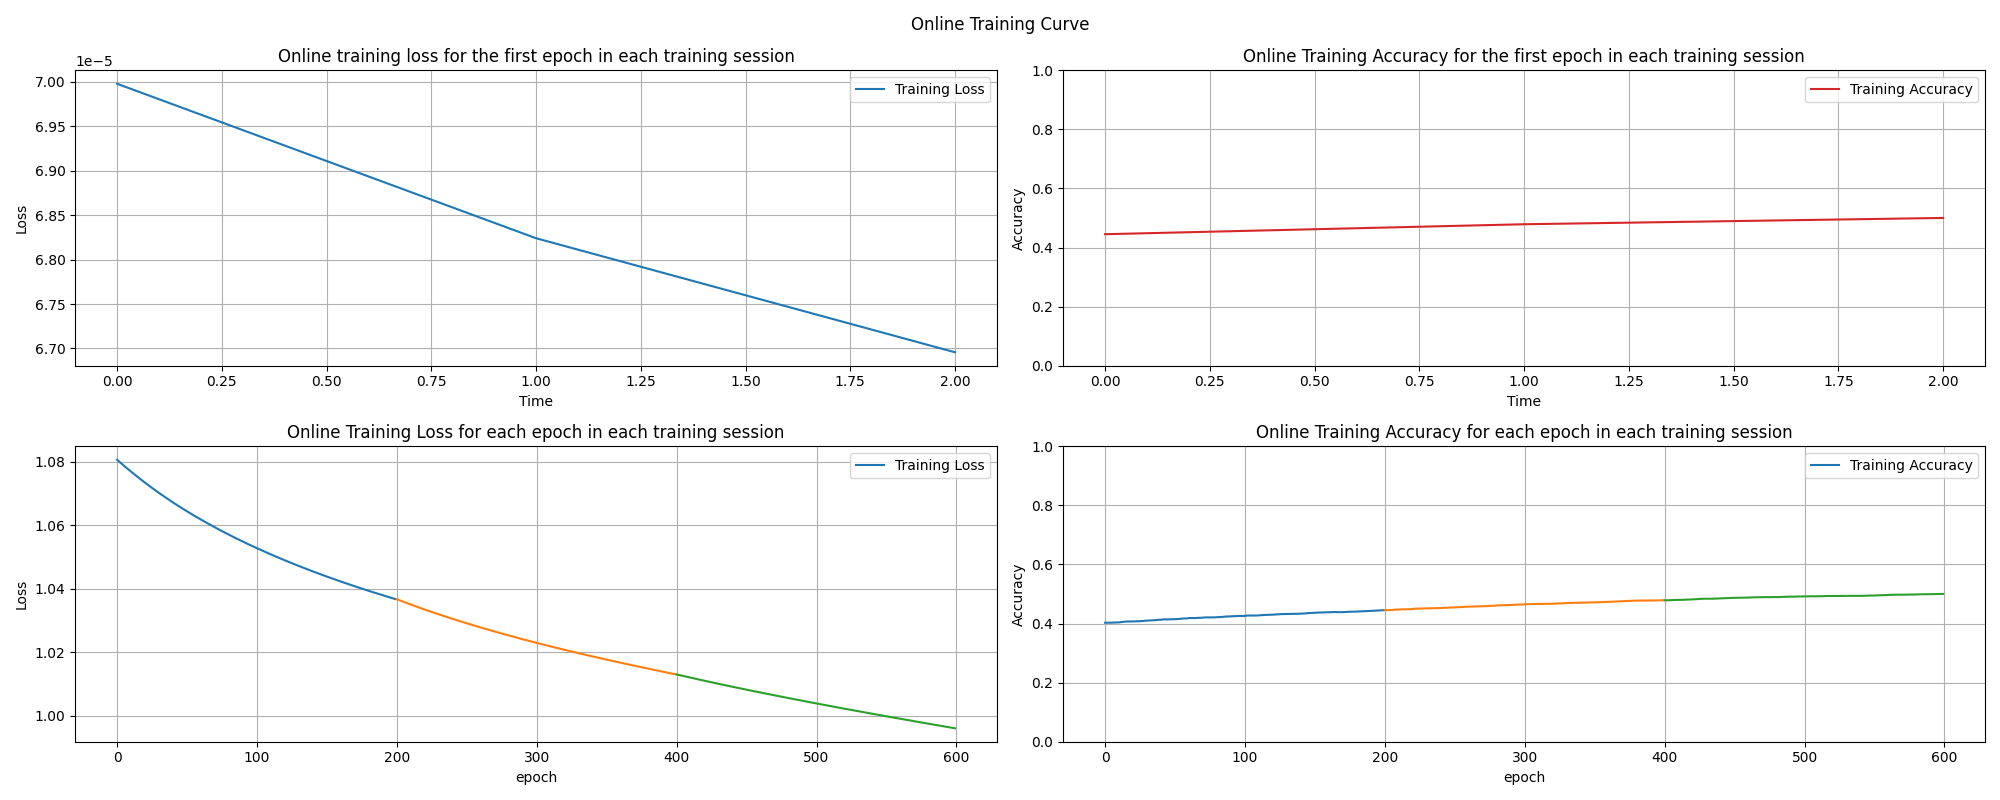 Online Training Curve
Online training loss for the first epoch in each training session
1e−5
7.00
6.95
6.90
6.85
6.80
6.75
6.70
Loss
Training Loss
0.00 0.25 0.50 0.75 1.00 1.25 1.50 1.75 2.00
Time
Online Training Accuracy for the first epoch in each training session
1.0
0.8
0.6
0.4
0.2
0.0
Accuracy
Training Accuracy
0.00 0.25 0.50 0.75 1.00 1.25 1.50 1.75 2.00
Time
Online Training Loss for each epoch in each training session
1.08
1.06
1.04
1.02
1.00
Loss
Training Loss
0 100 200 300 400 500 600
epoch
Online Training Accuracy for each epoch in each training session
1.0
0.8
0.6
0.4
0.2
0.0
Accuracy
Training Accuracy
0 100 200 300 400 500 600
epoch